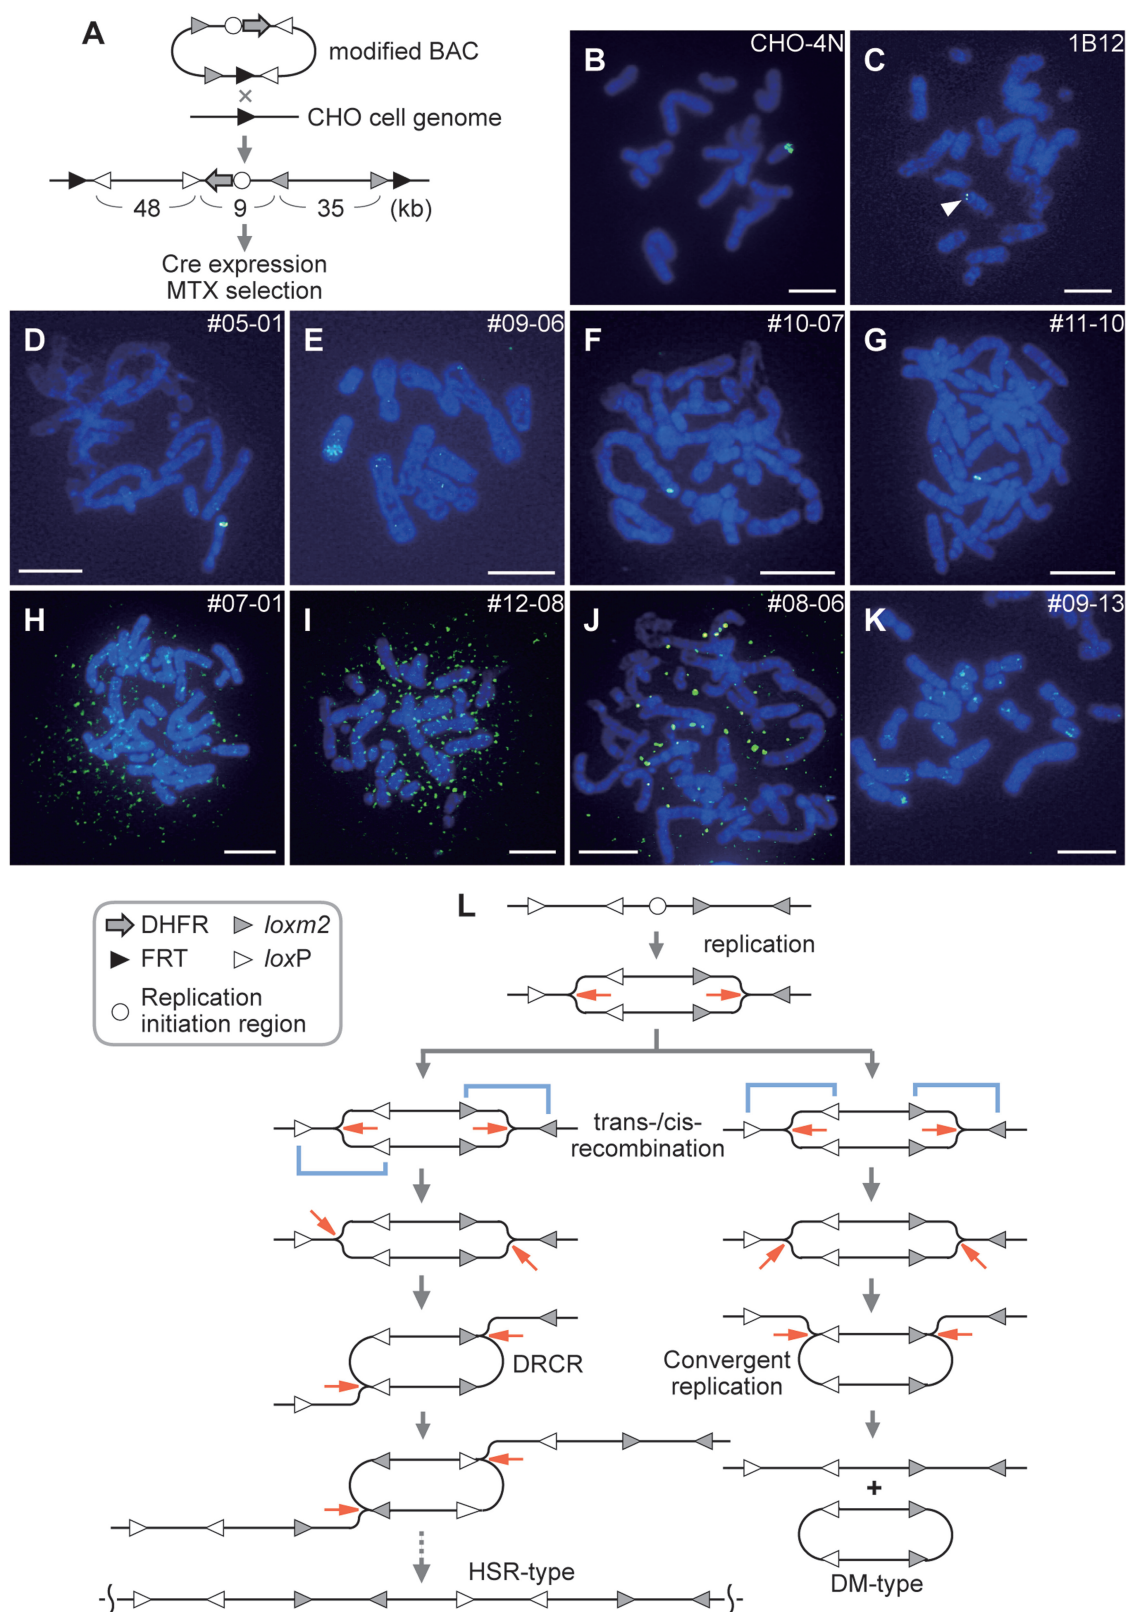 A
modified BAC
×
CHO cell genome
48
9
35
(kb)
Cre expression
MTX selection
B
CHO-4N
C
1B12
D
#05-01
E
#09-06
F
#10-07
G
#11-10
H
#07-01
I
#12-08
J
#08-06
K
#09-13
L
DHFR
loxm2
FRT
loxP
Replication
initiation region
replication
trans-/cis-
recombination
DRCR
Convergent
replication
+
HSR-type
DM-type